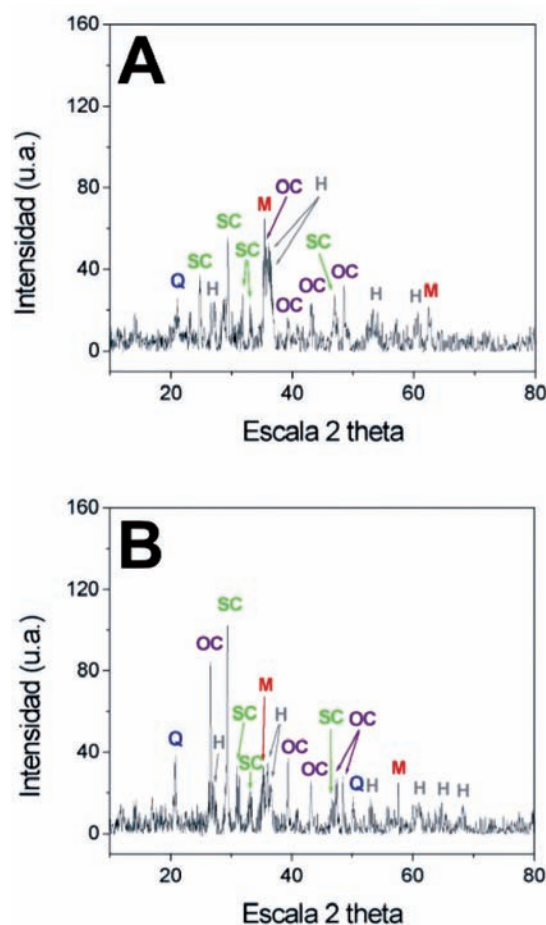 A
Intensidad (u.a.)
160
120
80
40
0
Q
SC
H
SC
SC
M
OC
H
OC
OC
SC
OC
H
H
M
20
40
60
80
Escala 2 theta
B
Intensidad (u.a.)
160
120
80
40
0
Q
OC
H
SC
SC
SC
M
H
OC
OC
SC
OC
Q
H
M
H
H
H
20
40
60
80
Escala 2 theta